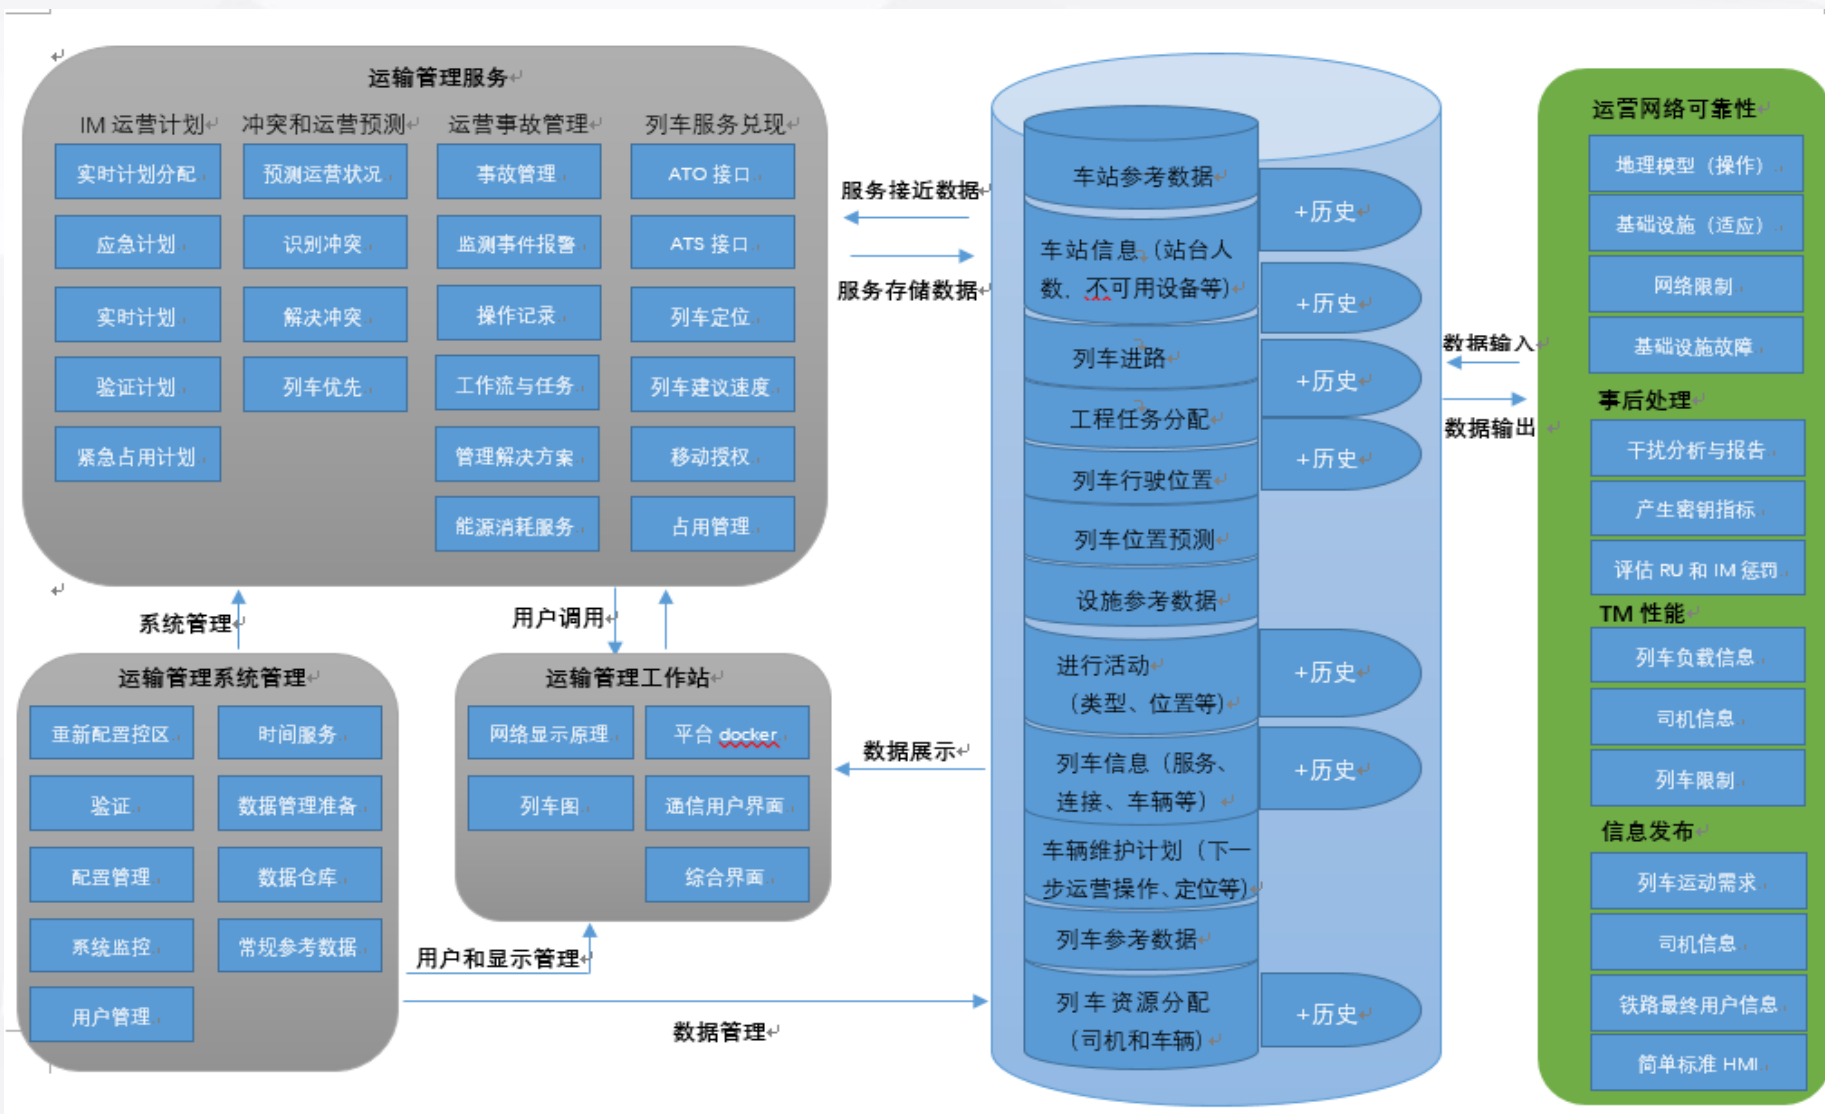 运输管理服务
IM 运营计划
冲突和运营预测
运营事故管理
列车服务兑现
实时计划分配
预测运营状况
事故管理
ATO 接口
应急计划
识别冲突
监测事件报警
ATS 接口
实时计划
解决冲突
操作记录
列车定位
验证计划
列车优先
工作流与任务
列车建议速度
紧急占用计划
管理解决方案
移动授权
能源消耗服务
占用管理
系统管理
用户调用
运输管理系统管理
重新配置控区
时间服务
验证
数据管理准备
配置管理
数据仓库
系统监控
常规参考数据
用户管理
运输管理工作站
网络显示原理
平台 docker
列车图
通信用户界面
综合界面
用户和显示管理
数据管理
数据展示
服务接近数据
服务存储数据
车站参考数据
+历史
车站信息（站台人
数、不可用设备等）
+历史
列车进路
+历史
工程任务分配
+历史
列车行驶位置
列车位置预测
设施参考数据
进行活动
（类型、位置等）
+历史
列车信息（服务、
连接、车辆等）
+历史
车辆维护计划（下一
步运营操作、定位等）
列车参考数据
列车资源分配
（司机和车辆）
+历史
数据输入
数据输出
运营网络可靠性
地理模型（操作）
基础设施（适应）
网络限制
基础设施故障
事后处理
干扰分析与报告
产生密钥指标
评估 RU 和 IM 惩罚
TM 性能
列车负载信息
司机信息
列车限制
信息发布
列车运动需求
司机信息
铁路最终用户信息
简单标准 HMI